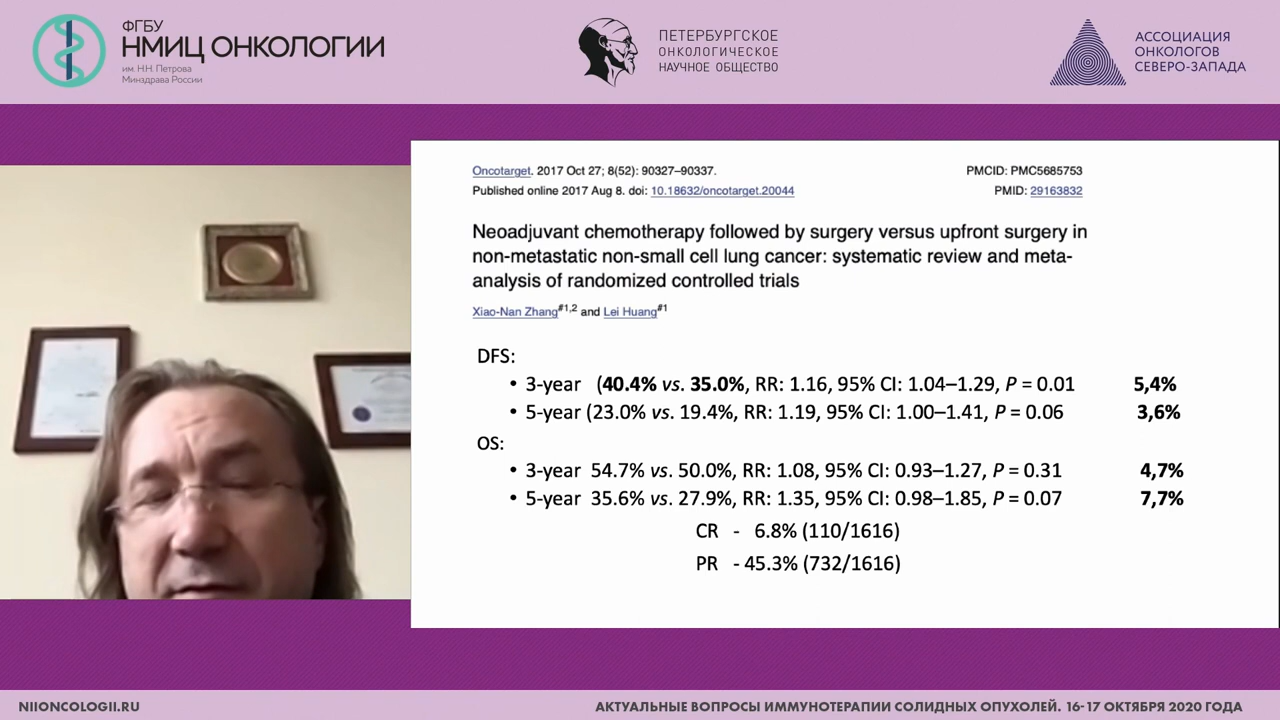 ФГБУ
НМИЦ ОНКОЛОГИИ
им. Н.Н. Петрова
Минздрава России
ПЕТЕРБУРГСКОЕ
ОНКОЛОГИЧЕСКОЕ
НАУЧНОЕ ОБЩЕСТВО
АССОЦИАЦИЯ
ОНКОЛОГОВ
СЕВЕРО-ЗАПАДА
Oncotarget. 2017 Oct 27; 8(52): 90327–90337.
PMCID: PMC5685753
Published online 2017 Aug 8. doi: 10.18632/oncotarget.20044
PMID: 29163832
Neoadjuvant chemotherapy followed by surgery versus upfront surgery in
non-metastatic non-small cell lung cancer: systematic review and meta-
analysis of randomized controlled trials
Xiao-Nan Zhang#1,2 and Lei Huang#1
DFS:
• 3-year (40.4% vs. 35.0%, RR: 1.16, 95% CI: 1.04–1.29, P = 0.01 5,4%
• 5-year (23.0% vs. 19.4%, RR: 1.19, 95% CI: 1.00–1.41, P = 0.06 3,6%
OS:
• 3-year 54.7% vs. 50.0%, RR: 1.08, 95% CI: 0.93–1.27, P = 0.31 4,7%
• 5-year 35.6% vs. 27.9%, RR: 1.35, 95% CI: 0.98–1.85, P = 0.07 7,7%
CR - 6.8% (110/1616)
PR - 45.3% (732/1616)
NIIONCOLOGII.RU
АКТУАЛЬНЫЕ ВОПРОСЫ ИММУНОТЕРАПИИ СОЛИДНЫХ ОПУХОЛЕЙ. 16-17 ОКТЯБРЯ 2020 ГОДА